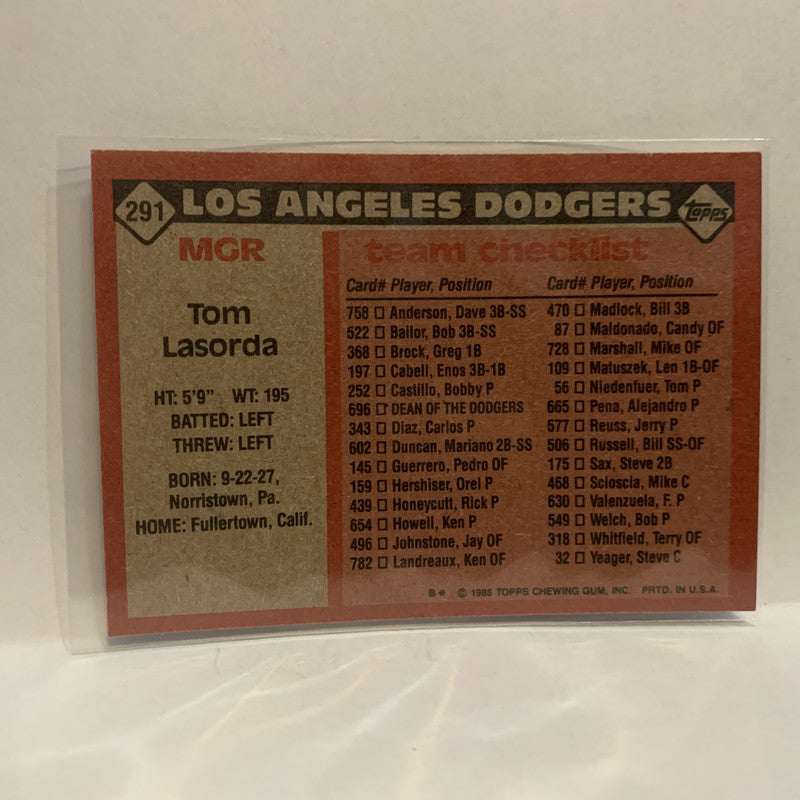 291 LOS ANGELES DODGERS topps
MGR
Tom
Lasorda
HT: 5'9" WT: 195
BATTED: LEFT
THREW: LEFT
BORN: 9-22-27,
Norristown, Pa.
HOME: Fullertown, Calif.
team checklist
Card# Player, Position
758 ☐ Anderson, Dave 3B-SS
522 ☐ Bailor, Bob 3B-SS
368 ☐ Brock, Greg 1B
197 ☐ Cabell, Enos 3B-1B
252 ☐ Castillo, Bobby P
696 ☐ DEAN OF THE DODGERS
343 ☐ Diaz, Carlos P
602 ☐ Duncan, Mariano 2B-SS
145 ☐ Guerrero, Pedro OF
159 ☐ Hershiser, Orel P
439 ☐ Honeycutt, Rick P
654 ☐ Howell, Ken P
496 ☐ Johnstone, Jay OF
782 ☐ Landreaux, Ken OF
Card# Player, Position
470 ☐ Madlock, Bill 3B
87 ☐ Maldonado, Candy OF
728 ☐ Marshall, Mike OF
109 ☐ Matuszek, Len 1B-OF
56 ☐ Niedenfuer, Tom P
665 ☐ Pena, Alejandro P
577 ☐ Reuss, Jerry P
506 ☐ Russell, Bill SS-OF
175 ☐ Sax, Steve 2B
468 ☐ Scioscia, Mike C
630 ☐ Valenzuela, F. P
549 ☐ Welch, Bob P
318 ☐ Whitfield, Terry OF
32 ☐ Yeager, Steve C
B* © 1986 TOPPS CHEWING GUM, INC. PRTD. IN U.S.A.